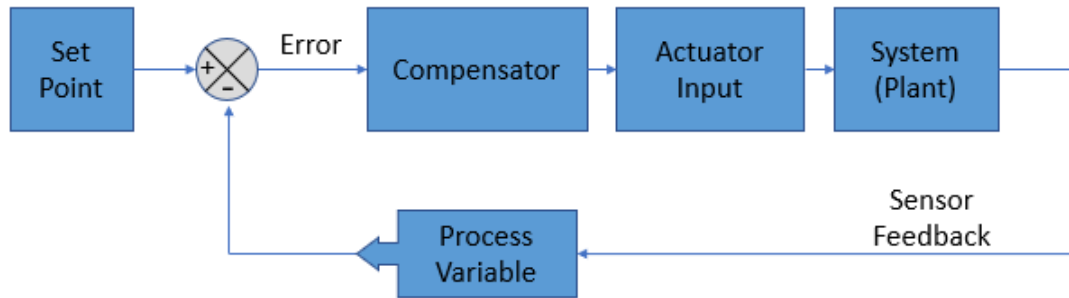 Set
Point
+
-
Error
Compensator
Actuator
Input
System
(Plant)
Sensor
Feedback
Process
Variable